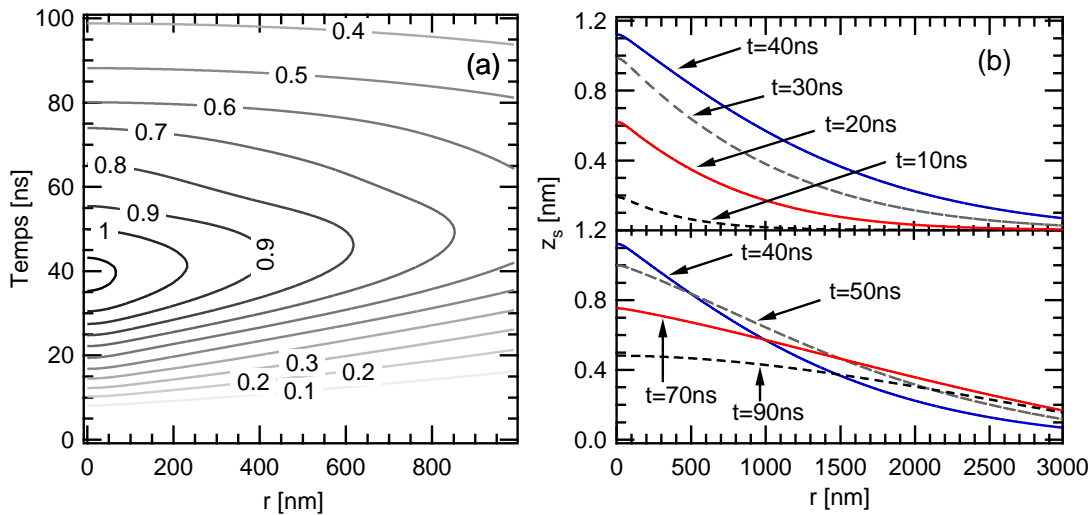 100
80
60
40
20
0
Temps [ns]
0
200
400
600
800
r [nm]
(a)
0.4
0.5
0.6
0.7
0.8
0.9
1
0.9
0.3
0.2
0.2
0.1
1.2
0.8
0.4
1.2
0.8
0.4
0.0
z_s [nm]
(b)
t=40ns
t=30ns
t=20ns
t=10ns
t=40ns
t=50ns
t=70ns
t=90ns
0
500
1000
1500
2000
2500
3000
r [nm]